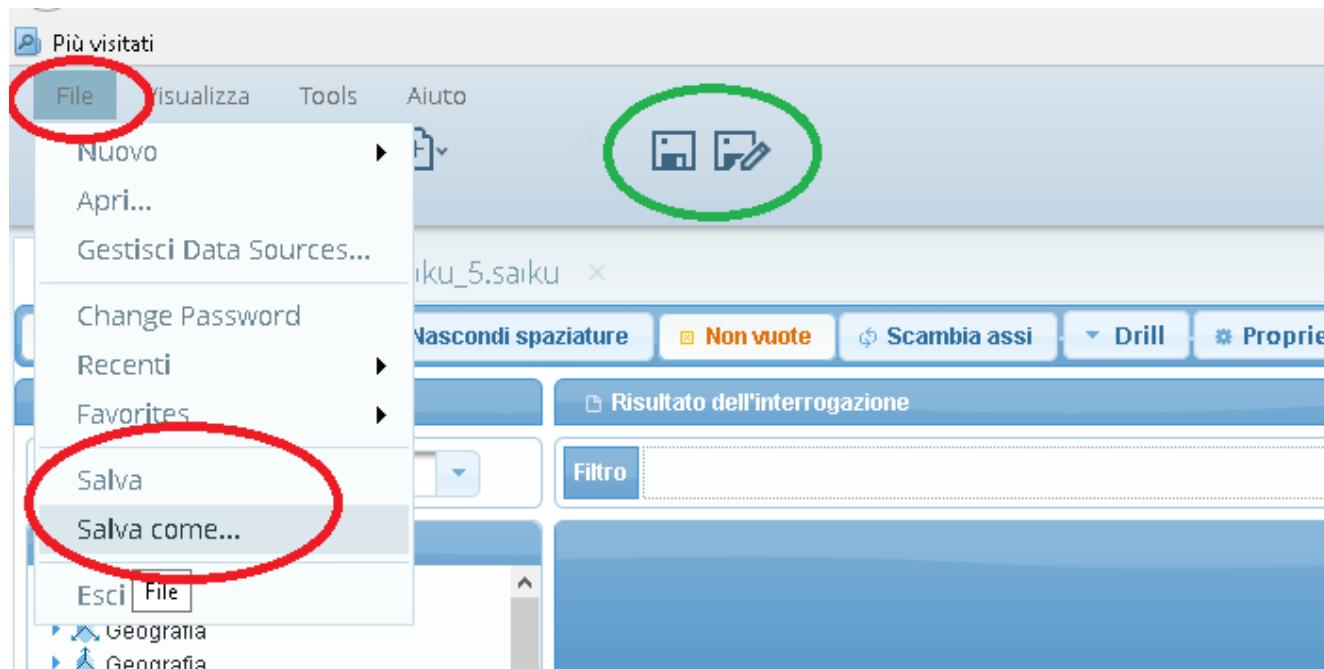 Più visitati
File Visualizza Tools Aiuto
Nuovo
Apri...
Gestisci Data Sources...
iku_5.saiku ×
Change Password
Nascondi spaziature Non vuote Scambia assi Drill Proprie
Recenti
Favorites
Risultato dell'interrogazione
Salva
Filtro
Salva come...
Esci File
Geografia
Geografia